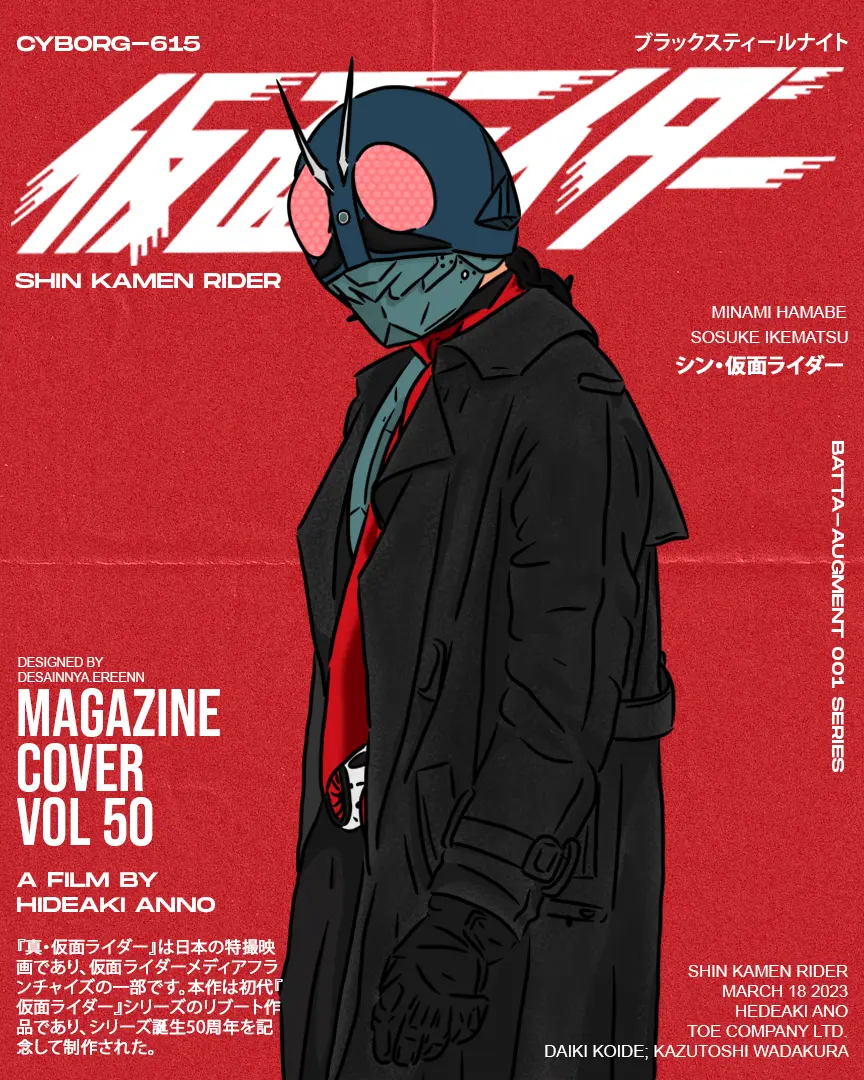 CYBORG-615
ブラックスティールナイト
仮面ライダー
SHIN KAMEN RIDER
MINAMI HAMABE
SOSUKE IKEMATSU
シン・仮面ライダー
BATTA-AUGMENT 001 SERIES
DESIGNED BY
DESAINNYA.EREENN
MAGAZINE
COVER
VOL 50
A FILM BY
HIDEAKI ANNO
『真・仮面ライダー』は日本の特撮映
画であり、仮面ライダーメディアフラ
ンチャイズの一部です。本作は初代『
仮面ライダー』シリーズのリブート作
品であり、シリーズ誕生50周年を記
念して制作された。
SHIN KAMEN RIDER
MARCH 18 2023
HEDEAKI ANO
TOE COMPANY LTD.
DAIKI KOIDE; KAZUTOSHI WADAKURA